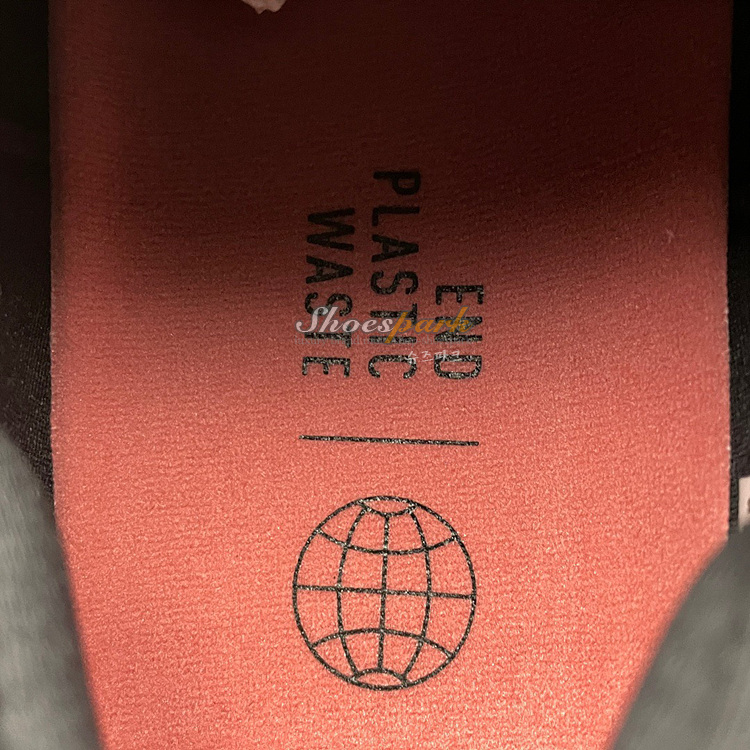 END
PLASTIC
WASTE
Shoespark
슈즈파크